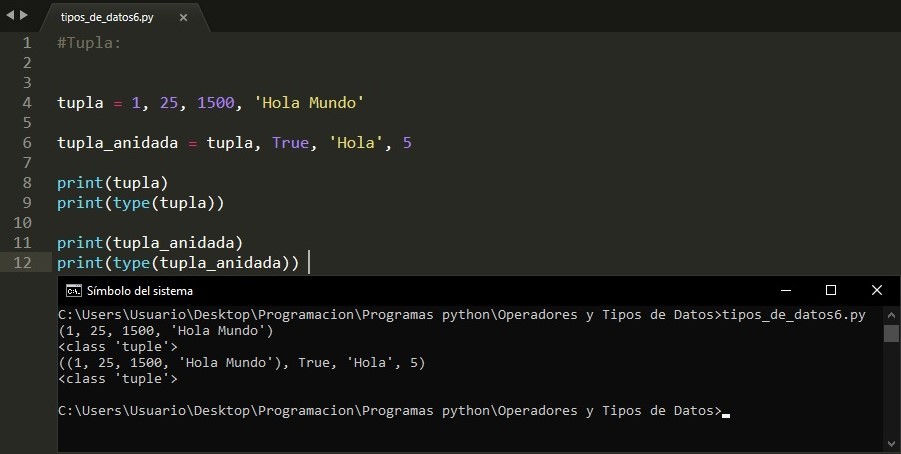 tipos_de_datos6.py ×
1 #Tupla:
2
3
4 tupla = 1, 25, 1500, 'Hola Mundo'
5
6 tupla_anidada = tupla, True, 'Hola', 5
7
8 print(tupla)
9 print(type(tupla))
10
11 print(tupla_anidada)
12 print(type(tupla_anidada))
C:\. Símbolo del sistema
C:\Users\Usuario\Desktop\Programacion\Programas python\Operadores y Tipos de Datos>tipos_de_datos6.py
(1, 25, 1500, 'Hola Mundo')
<class 'tuple'>
((1, 25, 1500, 'Hola Mundo'), True, 'Hola', 5)
<class 'tuple'>
C:\Users\Usuario\Desktop\Programacion\Programas python\Operadores y Tipos de Datos>